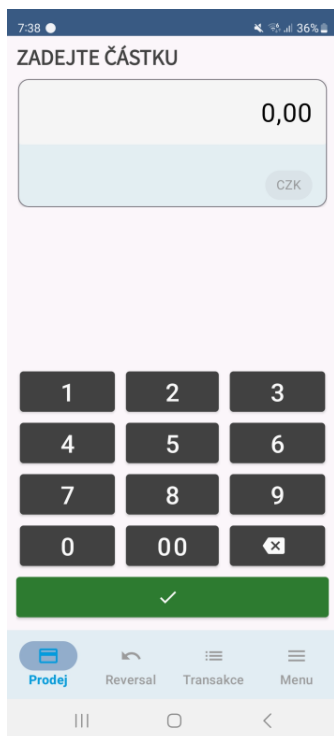 7:38 36%
ZADEJTE ČÁSTKU
0,00
CZK
1 2 3
4 5 6
7 8 9
0 00
Prodej Reversal Transakce Menu